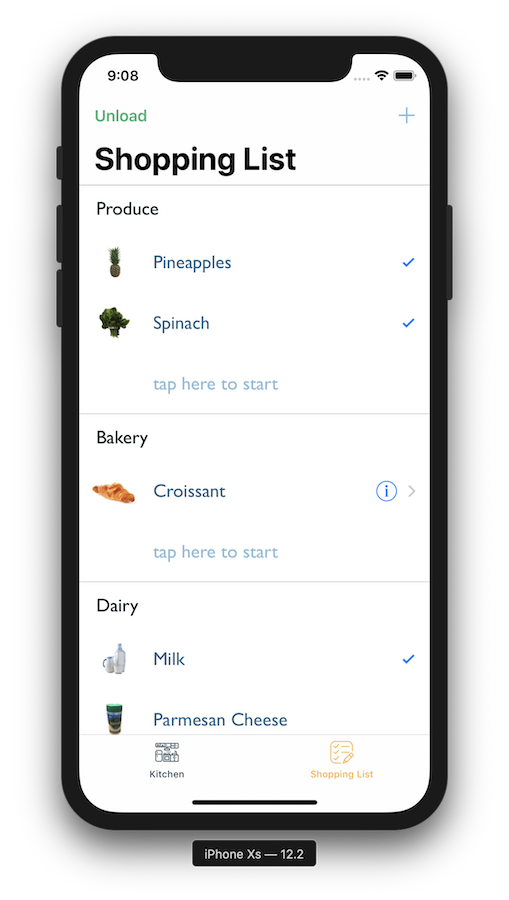 9:08
Unload
Shopping List
Produce
Pineapples
Spinach
tap here to start
Bakery
Croissant
tap here to start
Dairy
Milk
Parmesan Cheese
Kitchen
Shopping List
iPhone Xs — 12.2